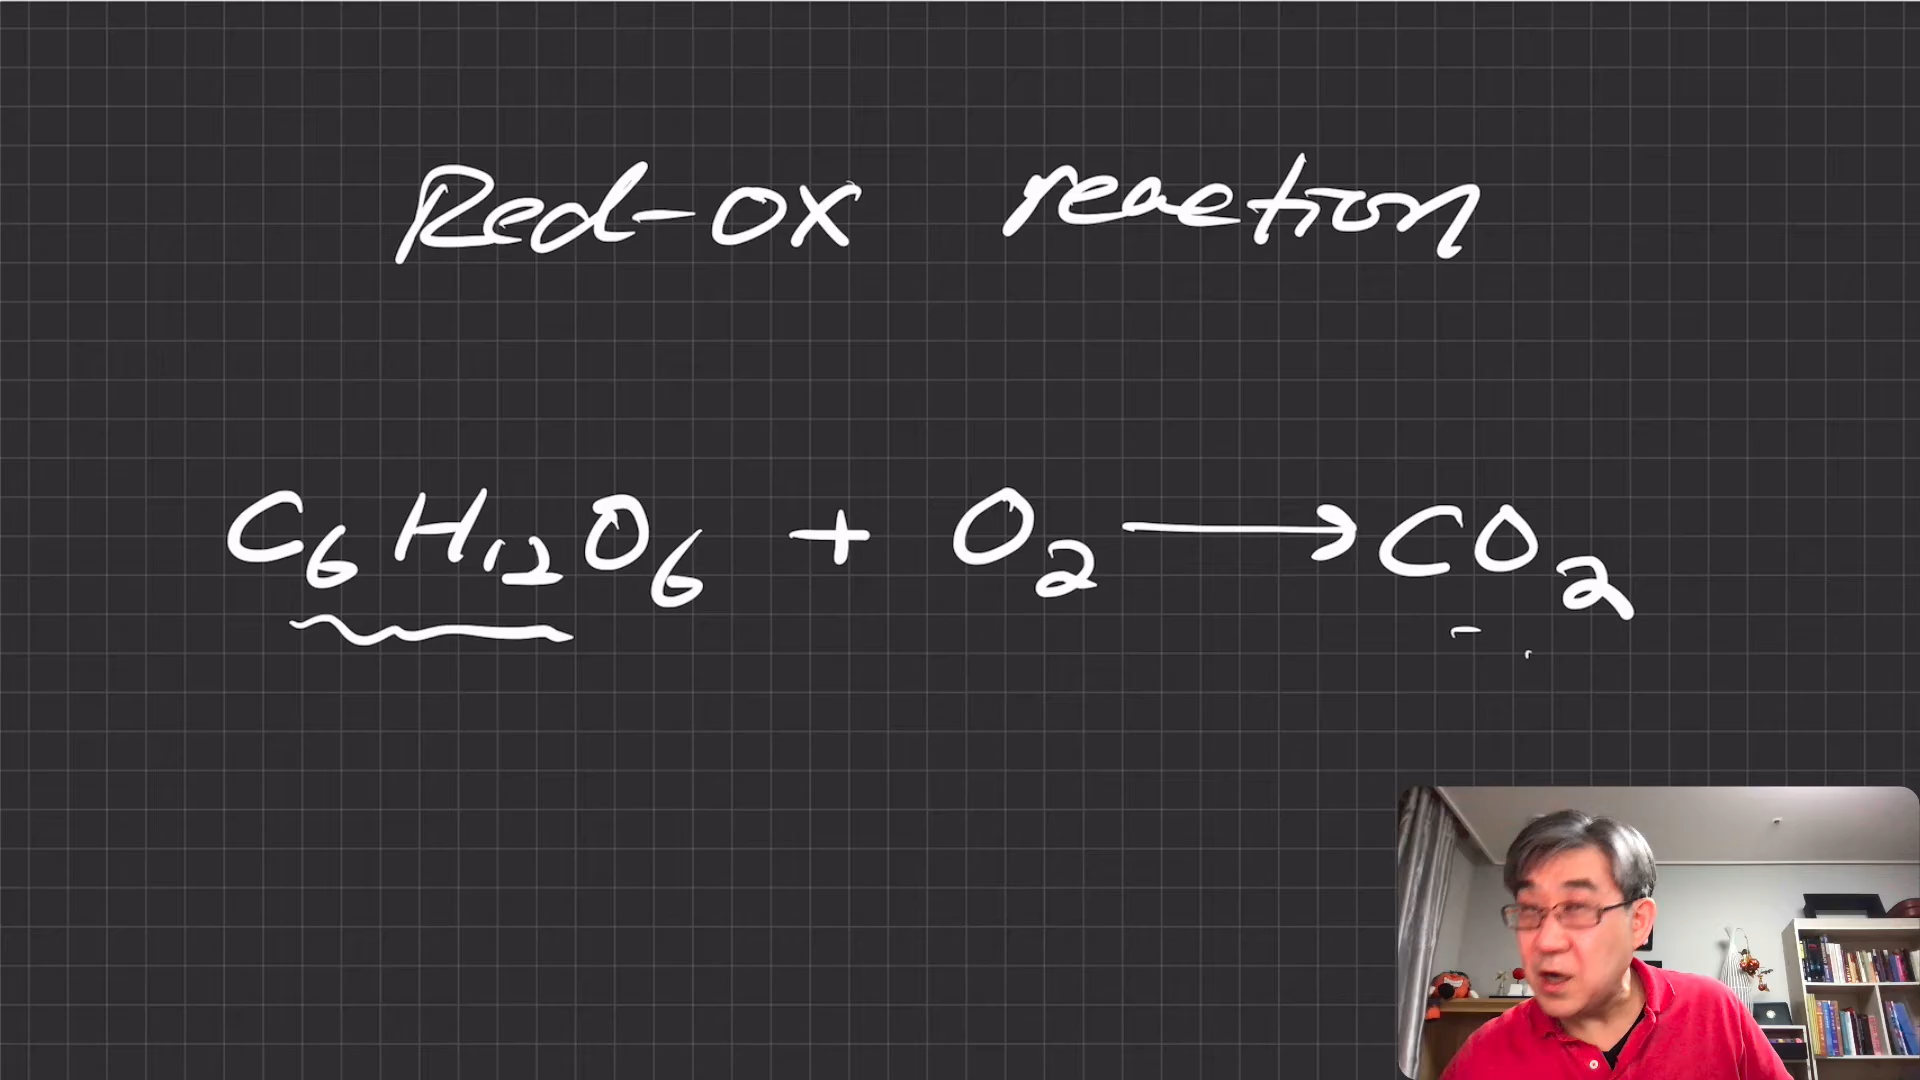 Red-ox reaction
C₆H₁₂O₆ + O₂ → CO₂